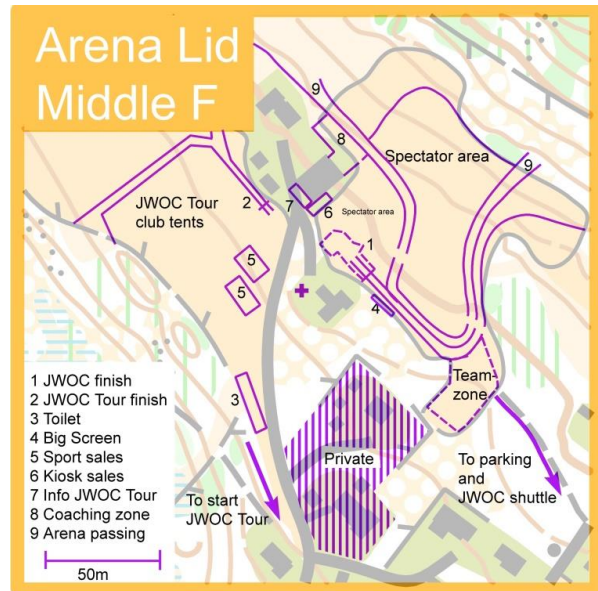 Arena Lid
Middle F
9
8
Spectator area
9
JWOC Tour
club tents
2
7
6
Spectator area
1
5
5
4
3
Team-
zone
Private
To parking
and
JWOC shuttle
To start
JWOC Tour
1 JWOC finish
2 JWOC Tour finish
3 Toilet
4 Big Screen
5 Sport sales
6 Kiosk sales
7 Info JWOC Tour
8 Coaching zone
9 Arena passing
50m